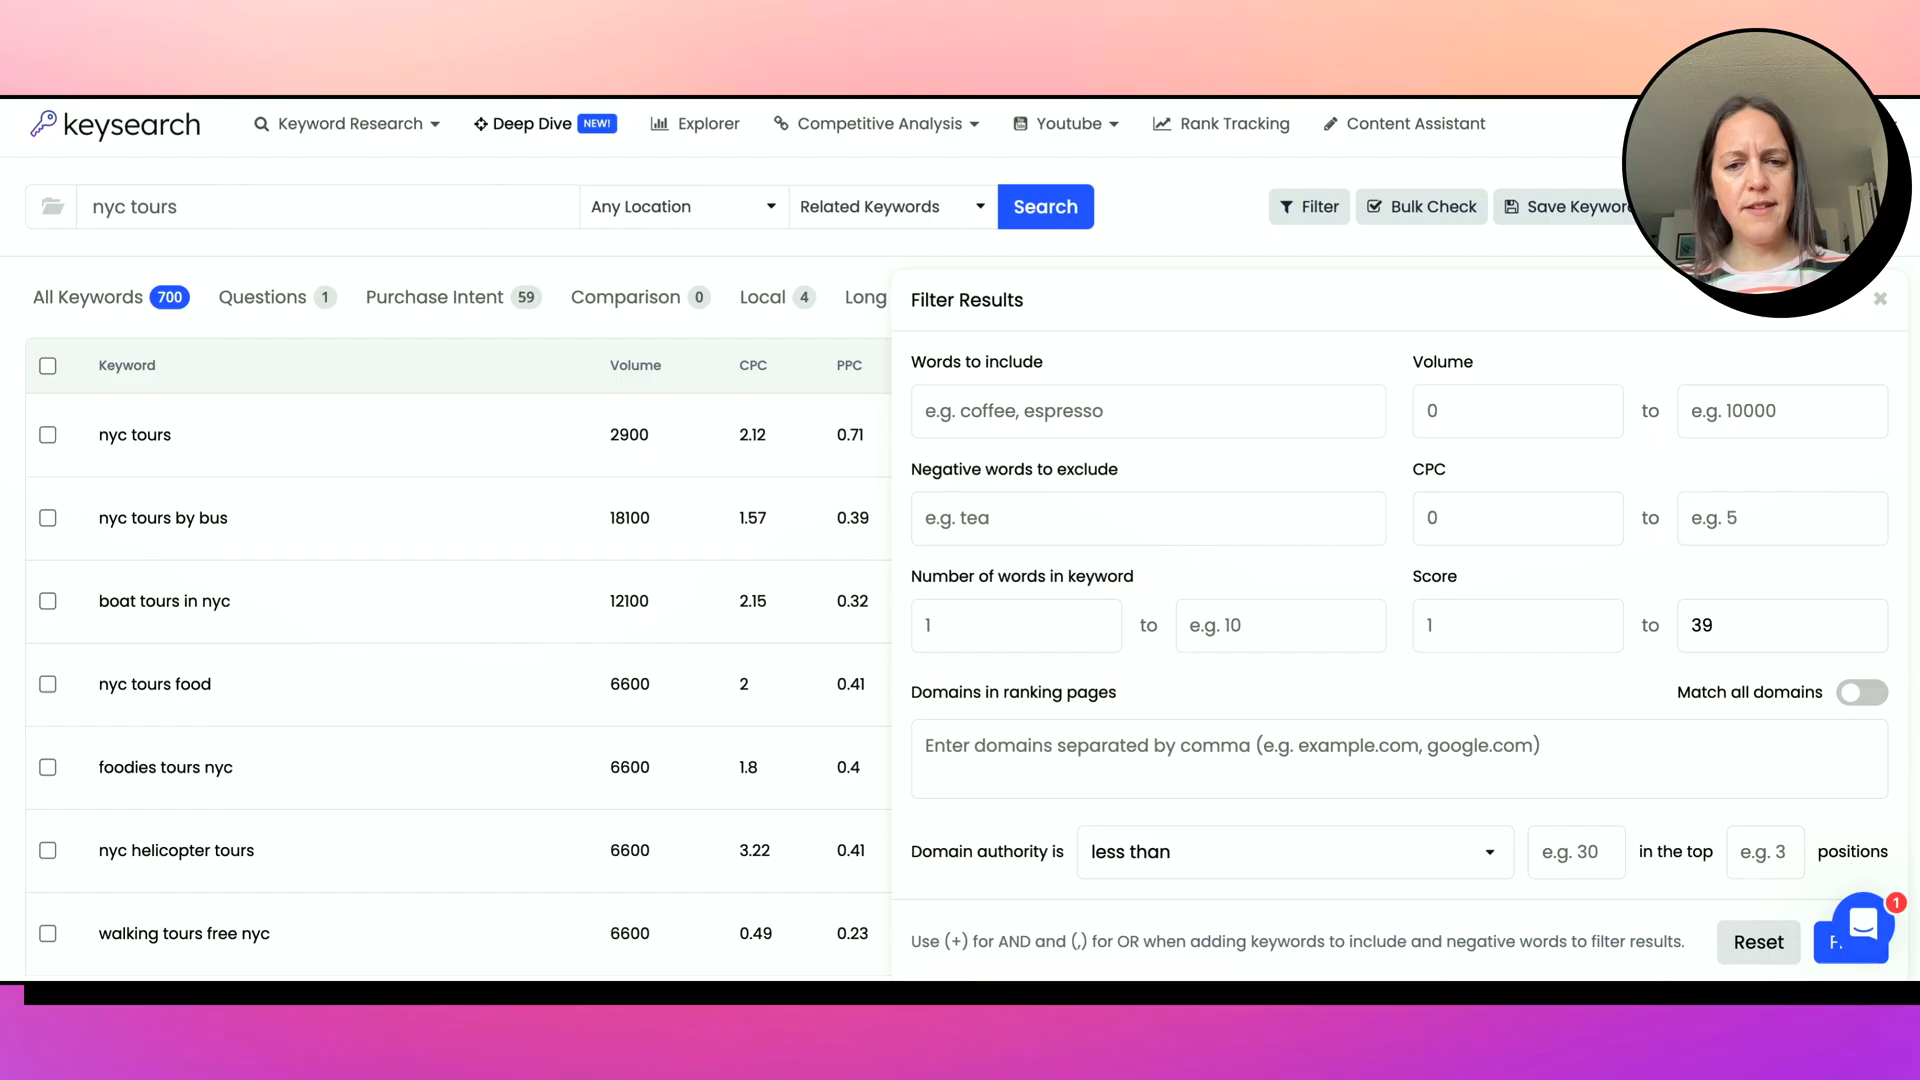 keysearch
Keyword Research
Deep Dive NEW!
Explorer
Competitive Analysis
Youtube
Rank Tracking
Content Assistant
nyc tours
Any Location
Related Keywords
Search
Filter
Bulk Check
Save Keywor
All Keywords 700
Questions 1
Purchase Intent 59
Comparison 0
Local 4
Long
Keyword Volume CPC PPC
nyc tours 2900 2.12 0.71
nyc tours by bus 18100 1.57 0.39
boat tours in nyc 12100 2.15 0.32
nyc tours food 6600 2 0.41
foodies tours nyc 6600 1.8 0.4
nyc helicopter tours 6600 3.22 0.41
walking tours free nyc 6600 0.49 0.23
Filter Results
Words to include
e.g. coffee, espresso
Volume
0 to e.g. 10000
Negative words to exclude
e.g. tea
CPC
0 to e.g. 5
Number of words in keyword
1 to e.g. 10
Score
1 to 39
Domains in ranking pages
Match all domains
Enter domains separated by comma (e.g. example.com, google.com)
Domain authority is less than e.g. 30 in the top e.g. 3 positions
Use (+) for AND and (,) for OR when adding keywords to include and negative words to filter results.
Reset
1